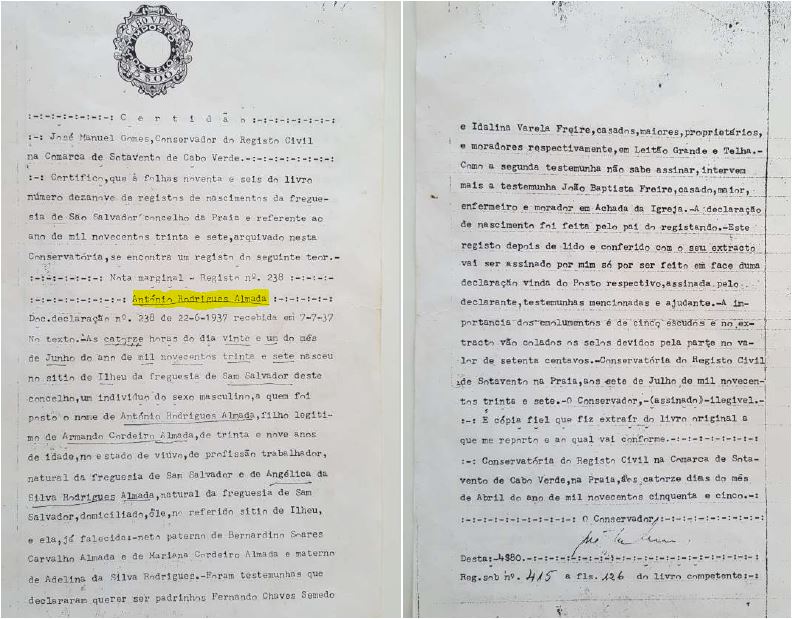 CABO VERDE
IMPOSTO
DO SELO
3$00
:-:-:-:-:-:-:-: C e r t i d ã o :-:-:-:-:-:-:-:-
:-: José Manuel Gomes,Conservador do Registo Civil
na Comarca de Sotavento de Cabo Verde.-:-:-:-:-:-:-
:-: Certifico,que á folhas noventa e seis do livro
número dezanove de registos de nascimentos da fregue-
sia de São Salvador concelho da Praia e referente ao
ano de mil novecentos trinta e sete,arquivado nesta
Conservatória,se encontra um registo do seguinte teor.-
:-:-:-:-:-: Nota marginal - Registo nº. 238 :-:-:-:-
:-:-:-:-:-:-:-: António Rodrigues Almada :-:-:-:-:-
Doc.declaração nº. 238 de 22-6-1937 recebida em 7-7-37
No texto.-As catorze horas do dia vinte e um do mês
de Junho do ano de mil novecentos trinta e sete nasceu
no sitio de Ilheu da freguesia de Sam Salvador deste
concelho,um individuo do sexo masculino,a quem foi
posto o nome de António Rodrigues Almada,filho legiti-
mo de Armando Cordeiro Almada,de trinta e nove anos
de idade,no estado de viúvo,de profissão trabalhador,
natural da freguesia de Sam Salvador e de Angélica da
Silva Rodrigues Almada,natural da freguesia de Sam
Salvador,domiciliado,êle,no referido sitio de Ilheu,
e ela,já falecida:-neto paterno de Bernardino Soares
Carvalho Almada e de Mariana Cordeiro Almada e materno
de Adelina da Silva Rodrigues.-Foram testemunhas que
declararam querer ser padrinhos Fernando Chaves Semedo
e Idalina Varela Freire,casados,maiores,proprietários,
e moradores respectivamente,em Leitão Grande e Telha.-
Como a segunda testemunha não sabe assinar,intervem
mais a testemunha João Baptista Freire,casado,maior,
enfermeiro e morador em Achada da Igreja.-A declaração
de nascimento foi feita pelo pai do registando.-Este
registo depois de lido e conferido com o seu extracto
vai ser assinado por mim só por ser feito em face duma
declaração vinda do Posto respectivo,assinada pelo
declarante,testemunhas mencionadas e ajudante.-A im-
portancia dos emolumentos é de cinco escudos e no ex-
tracto vão colados os selos devidos pela parte no va-
lor de setenta centavos.-Conservatória do Registo Civil
de Sotavento na Praia,aos sete de Julho de mil novecen-
tos trinta e sete.-O Conservador,-(assinado)-ilegivel.-
:-: É cópia fiel que fiz extrair do livro original a
que me reporto e ao qual vai conforme.-:-:-:-:-:-:-:-:
:-: Conservatória do Registo Civil na Comarca de Sota-
vento de Cabo Verde,na Praia,aos catorze dias do mês
de Abril do ano de mil novecentos cinquenta e cinco.-:
:-:-:-:-:-:-:-:-:-: O Conservador,:-:-:-:-:-:-:-:-:-
Desta:-4$80.-:-:-:-:-:-:-:-:-:-:-:-:-:-:-:-:-:-:-:-
Reg.sob nº. 415 a fls. 126 do livro competente:-: